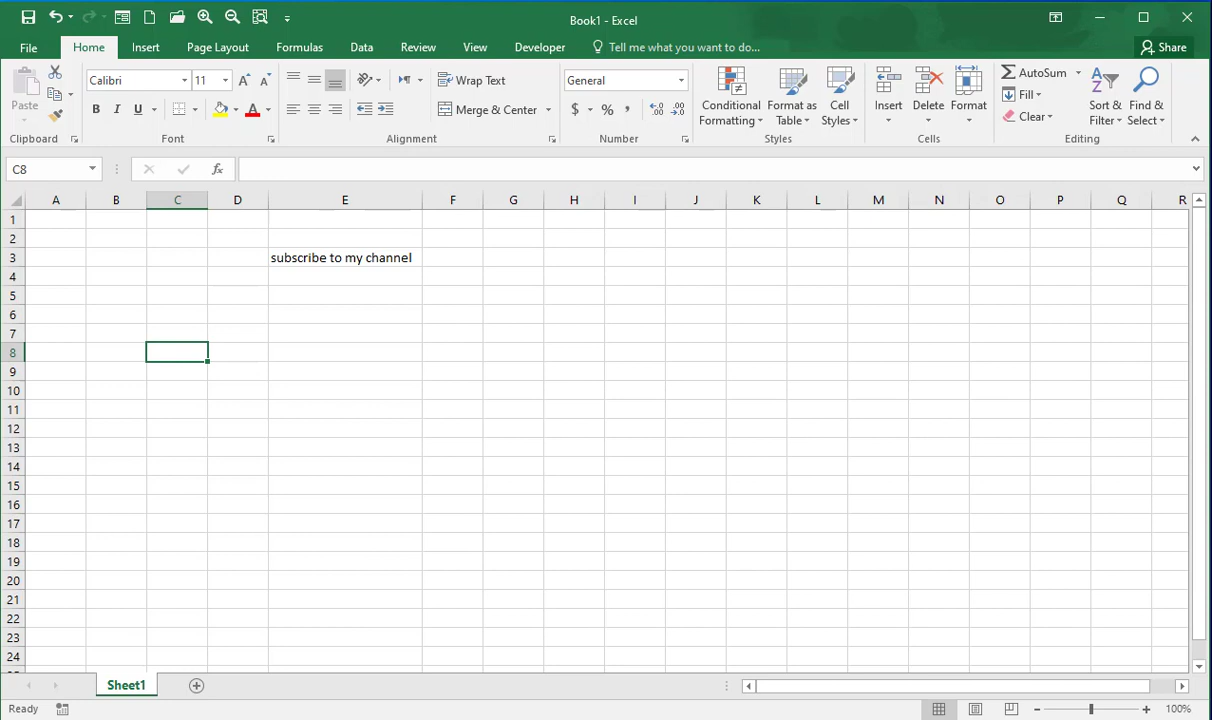 Book1 - Excel
File Home Insert Page Layout Formulas Data Review View Developer Tell me what you want to do... Share
Paste Calibri 11 Wrap Text General Conditional Formatting Format as Table Cell Styles Insert Delete Format AutoSum Sort & Filter Find & Select
B I U A Merge & Center $ % , Fill
Clear
Clipboard Font Alignment Number Styles Cells Editing
C8 fx
A B C D E F G H I J K L M N O P Q R
1
2
3 subscribe to my channel
4
5
6
7
8
9
10
11
12
13
14
15
16
17
18
19
20
21
22
23
24
Sheet1
Ready 100%